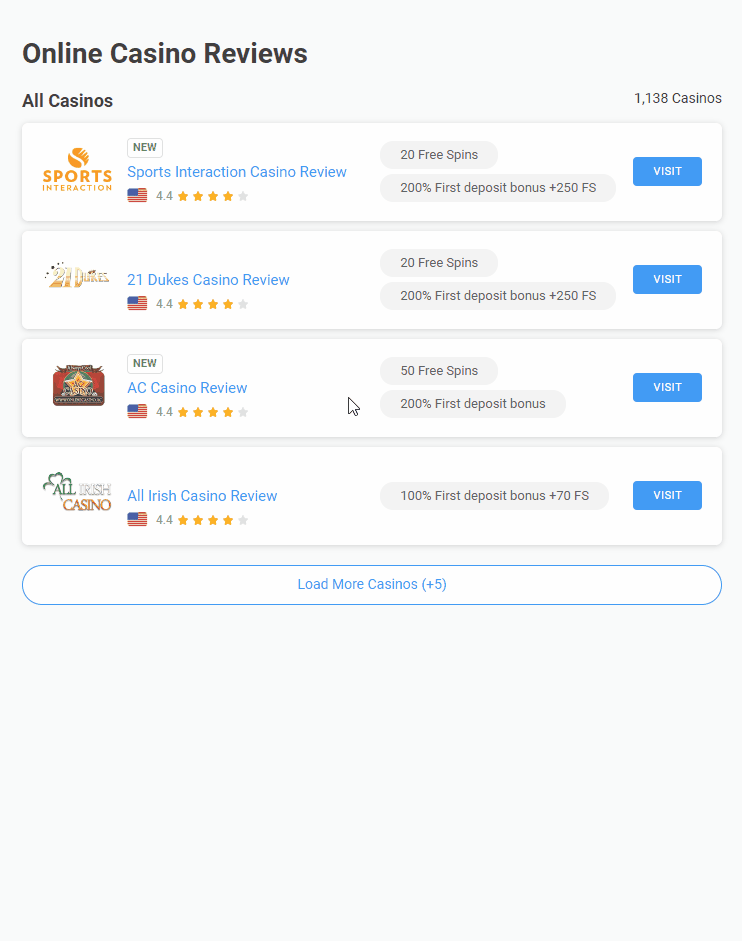 Online Casino Reviews
All Casinos
1,138 Casinos
SPORTS
INTERACTION
NEW
Sports Interaction Casino Review
4.4
20 Free Spins
200% First deposit bonus +250 FS
VISIT
21 DUKES
21 Dukes Casino Review
4.4
20 Free Spins
200% First deposit bonus +250 FS
VISIT
AC
CASINO
NEW
AC Casino Review
4.4
50 Free Spins
200% First deposit bonus
VISIT
ALL IRISH
CASINO
All Irish Casino Review
4.4
100% First deposit bonus +70 FS
VISIT
Load More Casinos (+5)